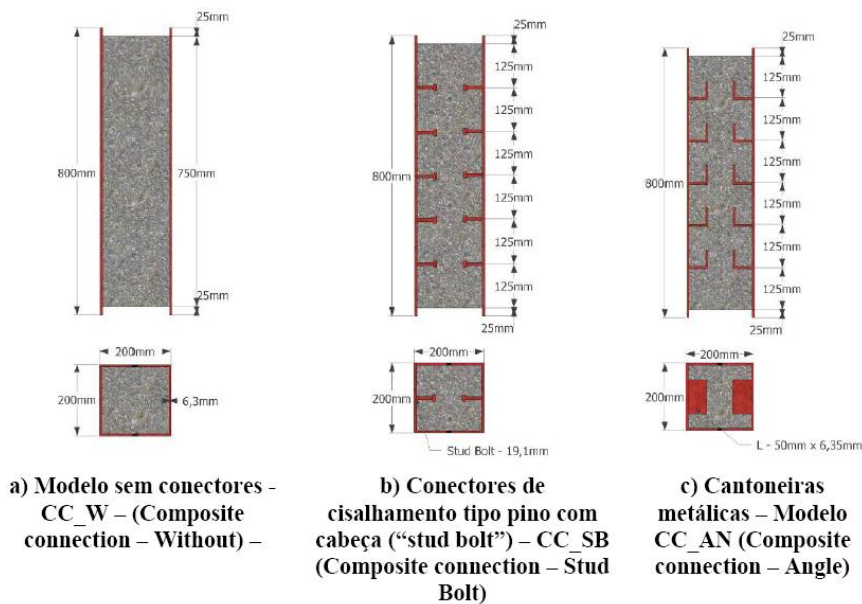 25mm
800mm
750mm
25mm
200mm
200mm
6,3mm
a) Modelo sem conectores -
CC_W – (Composite
connection – Without) –
25mm
125mm
125mm
125mm
800mm
125mm
125mm
125mm
25mm
200mm
200mm
Stud Bolt - 19,1mm
b) Conectores de
cisalhamento tipo pino com
cabeça (“stud bolt”) – CC_SB
(Composite connection – Stud
Bolt)
25mm
125mm
125mm
125mm
800mm
125mm
125mm
125mm
25mm
200mm
200mm
L - 50mm x 6,35mm
c) Cantoneiras
metálicas – Modelo
CC_AN (Composite
connection – Angle)